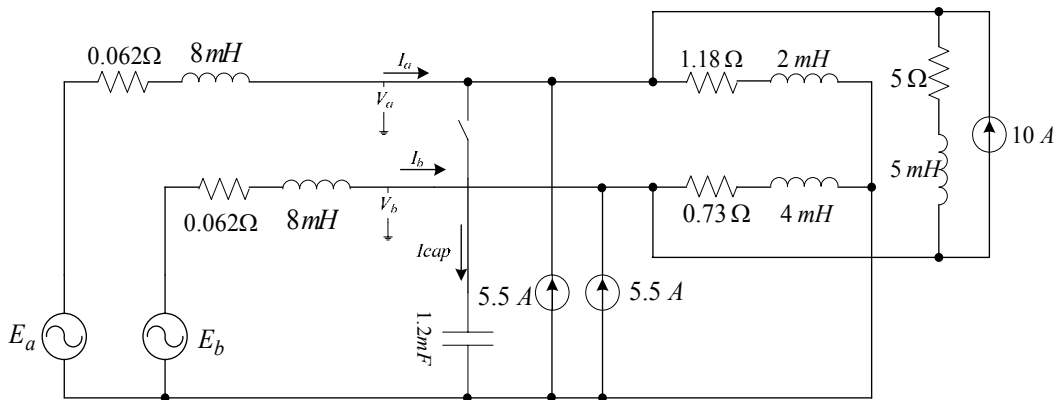 0.062Ω
8mH
I_a
V_a
1.18 Ω
2 mH
5 Ω
10 A
5 mH
I_b
V_b
0.062Ω
8mH
0.73 Ω
4 mH
Icap
5.5 A
5.5 A
1.2mF
E_a
E_b